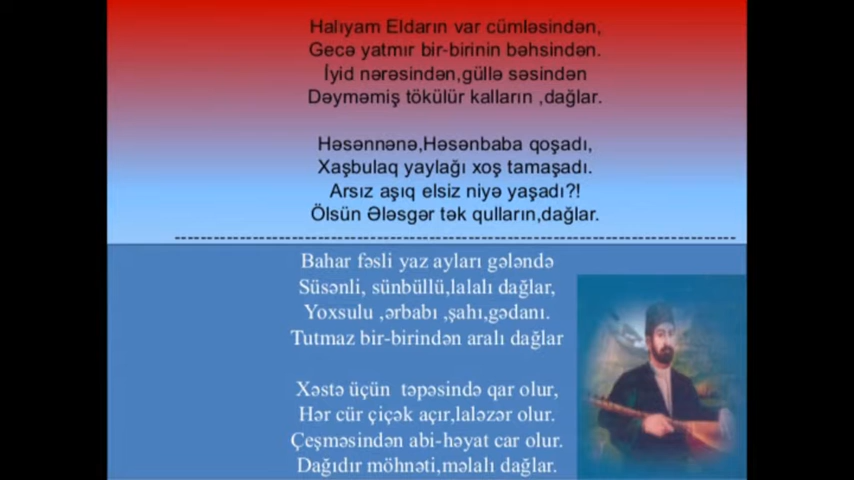 Halıyam Eldarın var cümləsindən,
Gecə yatmır bir-birinin bəhsindən.
İyid nərəsindən,güllə səsindən
Dəyməmiş tökülür kalların ,dağlar.
Həsənnənə,Həsənbaba qoşadı,
Xaşbulaq yaylağı xoş tamaşadı.
Arsız aşıq elsiz niyə yaşadı?!
Ölsün Ələsgər tək qulların,dağlar.
Bahar fəsli yaz ayları gələndə
Süsənli, sünbüllü,lalalı dağlar,
Yoxsulu ,ərbabı ,şahı,gədanı.
Tutmaz bir-birindən aralı dağlar
Xəstə üçün təpəsində qar olur,
Hər cür çiçək açır,laləzər olur.
Çeşməsindən abi-həyat car olur.
Dağıdır möhnəti,məlalı dağlar.